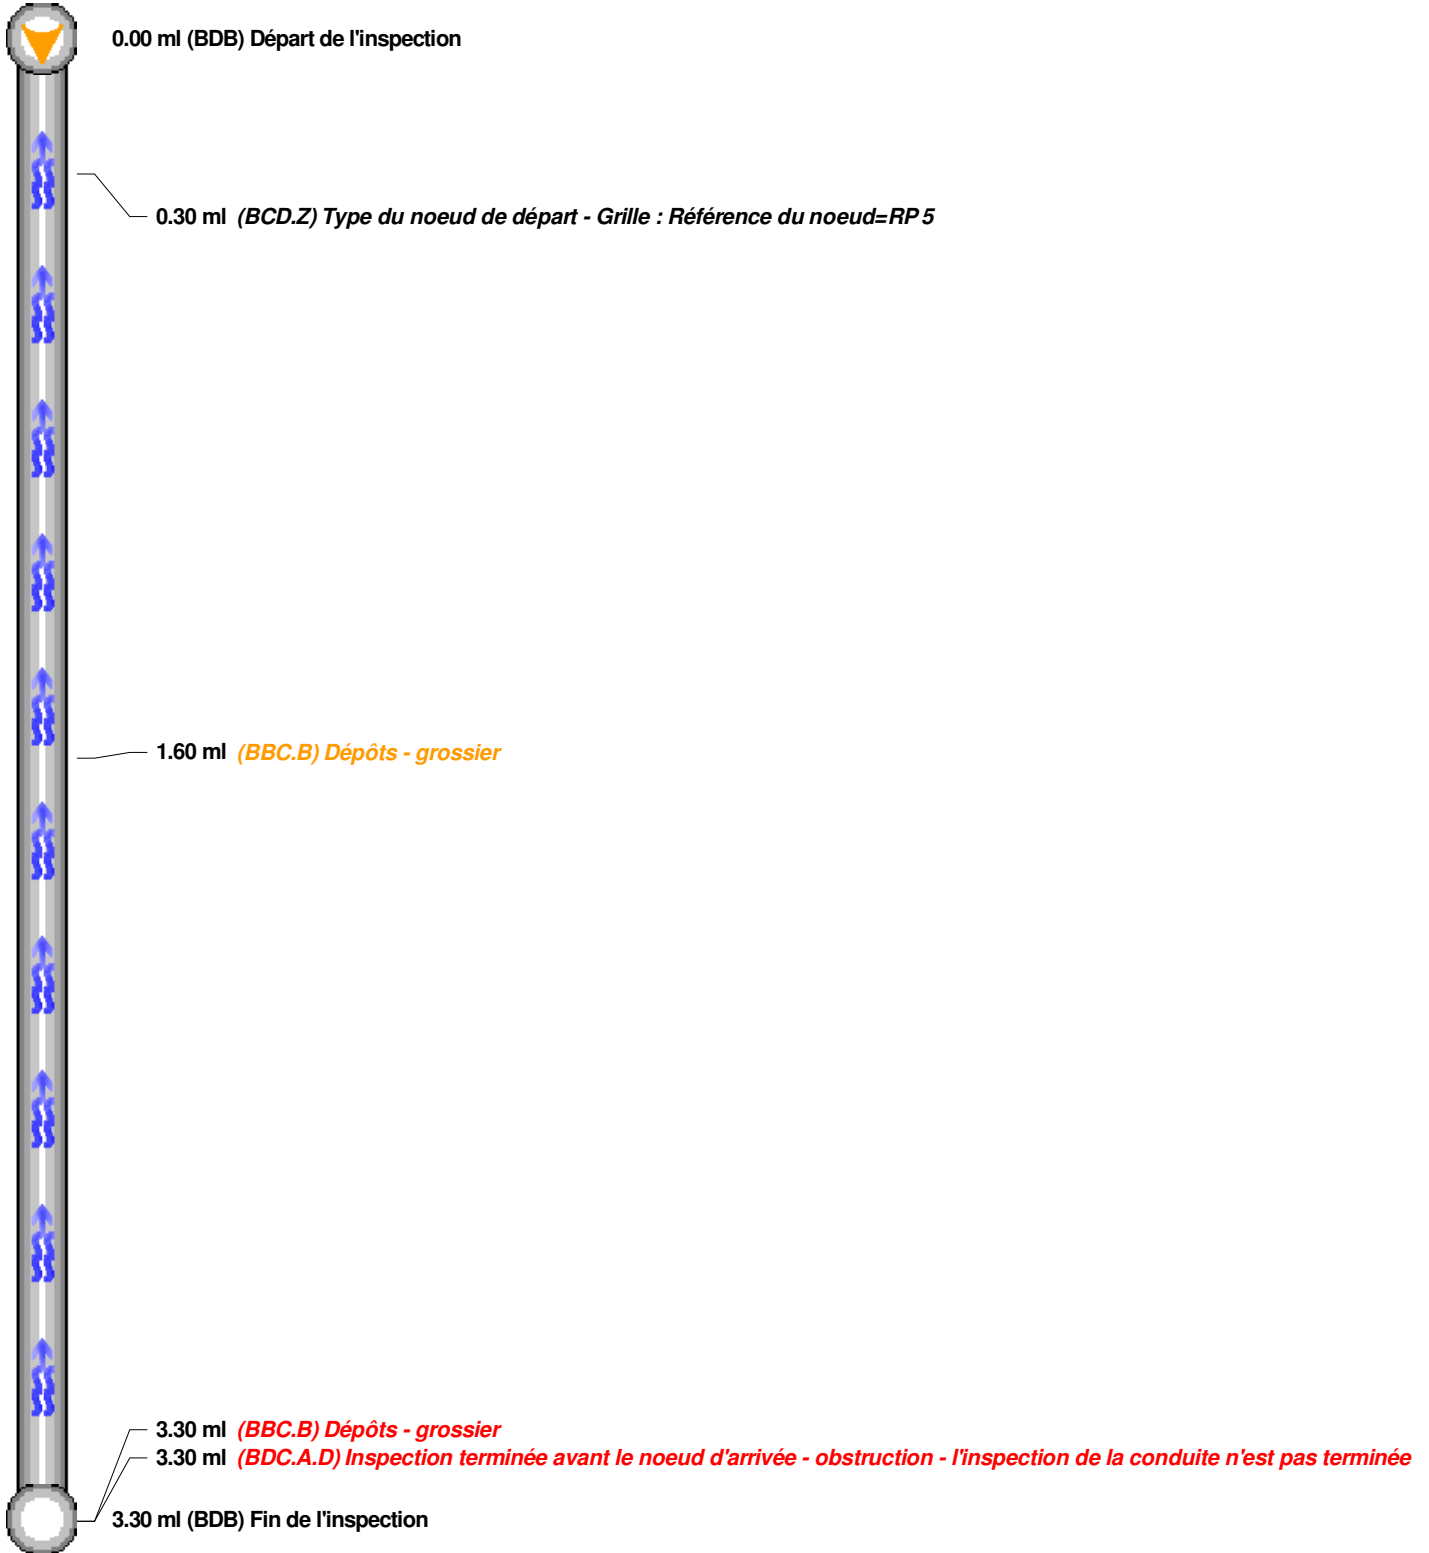 0.00 ml (BDB) Départ de l'inspection
0.30 ml (BCD.Z) Type du noeud de départ - Grille : Référence du noeud=RP 5
1.60 ml (BBC.B) Dépôts - grossier
3.30 ml (BBC.B) Dépôts - grossier
3.30 ml (BDC.A.D) Inspection terminée avant le noeud d'arrivée - obstruction - l'inspection de la conduite n'est pas terminée
3.30 ml (BDB) Fin de l'inspection